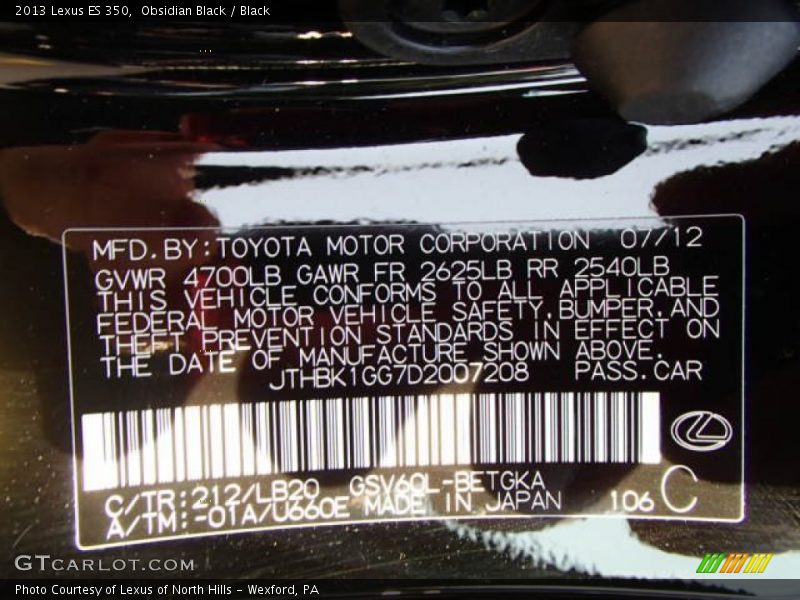 2013 Lexus ES 350, Obsidian Black / Black
MFD. BY: TOYOTA MOTOR CORPORATION 07/12
GVWR 4700LB GAWR FR 2625LB RR 2540LB
THIS VEHICLE CONFORMS TO ALL APPLICABLE
FEDERAL MOTOR VEHICLE SAFETY, BUMPER, AND
THEFT PREVENTION STANDARDS IN EFFECT ON
THE DATE OF MANUFACTURE SHOWN ABOVE.
JTHBK1GG7D2007208 PASS. CAR
C/TR: 212/LB20 GSV60L-BETGKA
A/TM: -01A/U660E MADE IN JAPAN 106 C
GTCARLOT.COM
Photo Courtesy of Lexus of North Hills - Wexford, PA